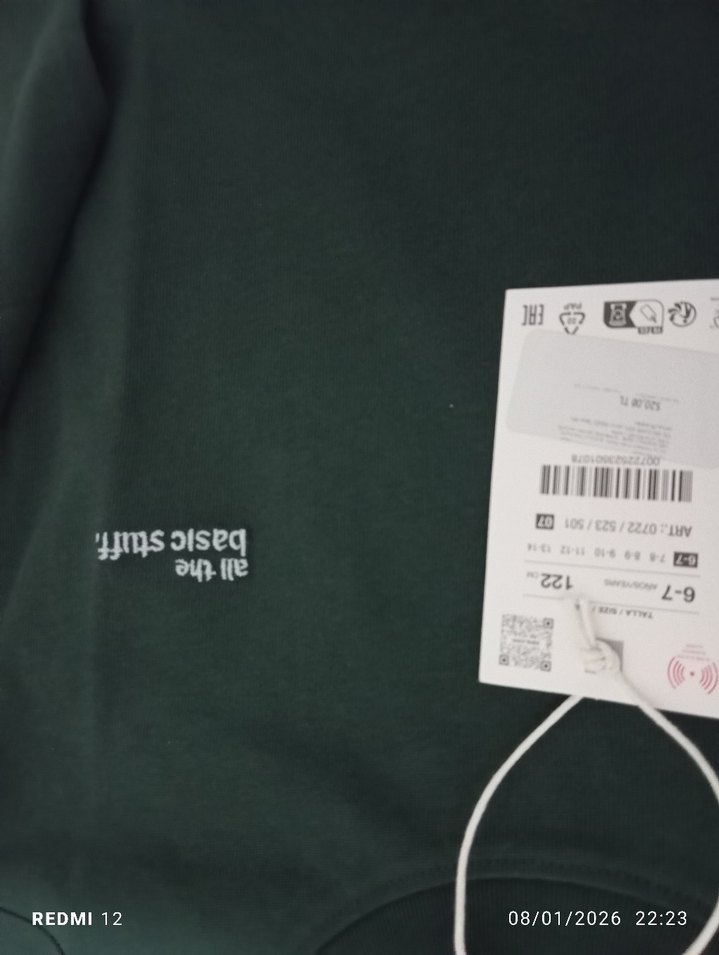 all the
basic stuff.
TALLA / SIZE /
6-7 AÑOS/YEARS 122 CM
6-7 7-8 8-9 9-10 11-12 13-14
ART.: 0722 / 523 / 501 07
520.00 TL
22
PAP
EAC
REDMI 12
08/01/2026 22:23